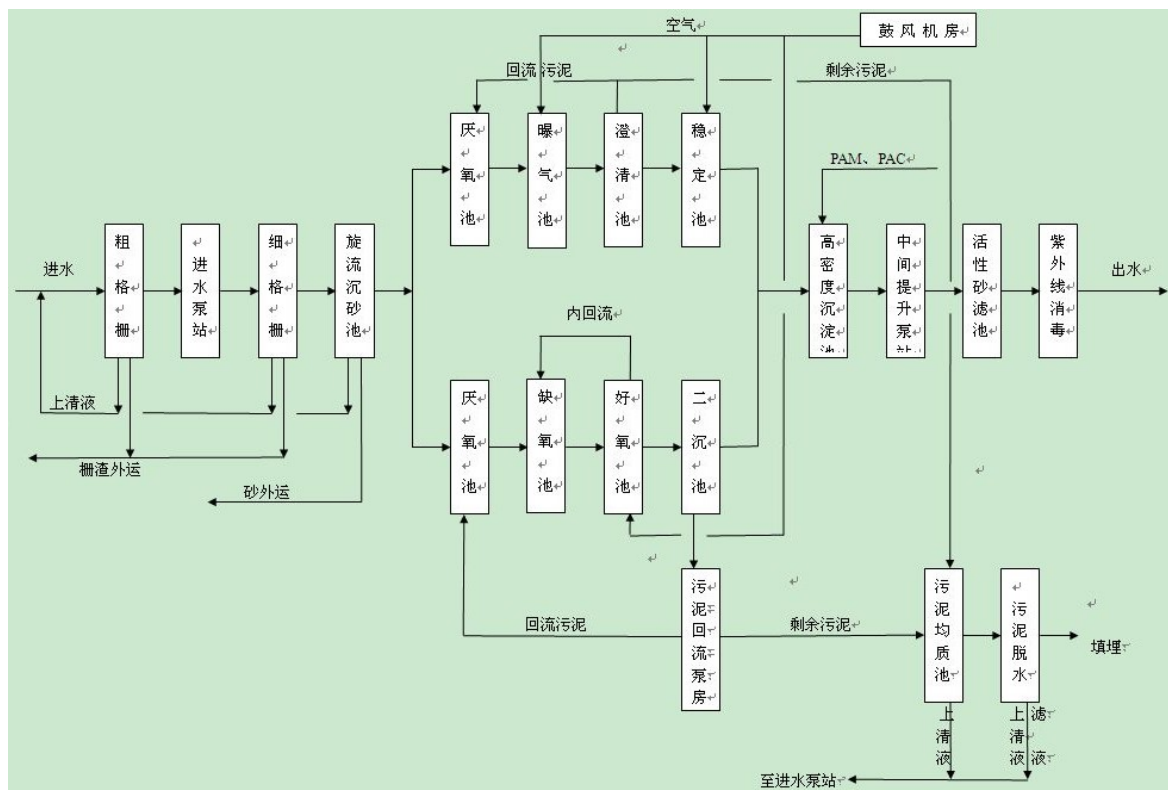 空气
鼓风机房
回流污泥
剩余污泥
厌氧池
曝气池
澄清池
稳定池
PAM、PAC
粗格栅
进水泵站
细格栅
旋流沉砂池
高密度沉淀池
中间提升泵站
活性砂滤池
紫外线消毒
进水
出水
内回流
上清液
厌氧池
缺氧池
好氧池
二沉池
栅渣外运
砂外运
污泥回流泵房
污泥均质池
污泥脱水
回流污泥
剩余污泥
填埋
上清液
上清液
滤液
至进水泵站